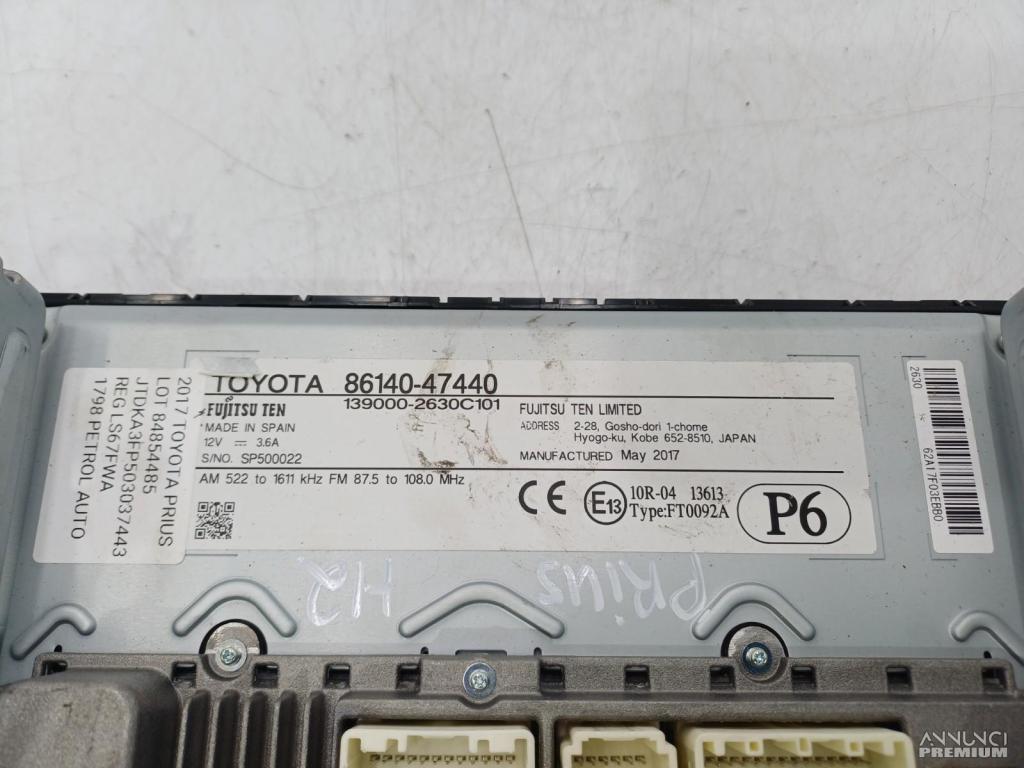 TOYOTA 86140-47440
FUJITSU TEN 139000-2630C101
MADE IN SPAIN
12V 3.6A
S/NO. SP500022
AM 522 to 1611 kHz FM 87.5 to 108.0 MHz
FUJITSU TEN LIMITED
ADDRESS 2-28, Gosho-dori 1-chome
Hyogo-ku, Kobe 652-8510, JAPAN
MANUFACTURED May 2017
CE E13 10R-04 13613
Type:FT0092A
P6
2017 TOYOTA PRIUS
LOT 84854485
JTDKA3FP503037443
REG LS67FWA
1798 PETROL AUTO
2630
62A17F03EBB0
PRIUS
H2
ANNUNCI
PREMIUM